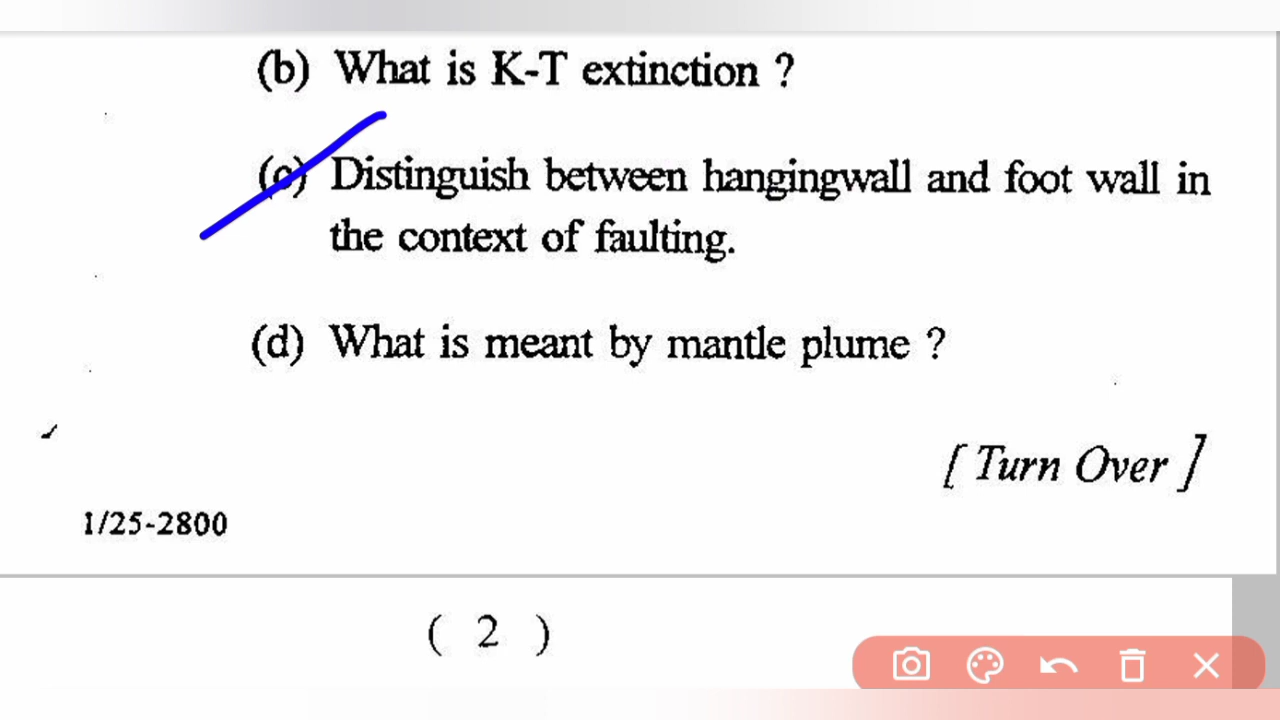 (b) What is K-T extinction ?
(c) Distinguish between hangingwall and foot wall in
the context of faulting.
(d) What is meant by mantle plume ?
[ Turn Over ]
1/25-2800
( 2 )